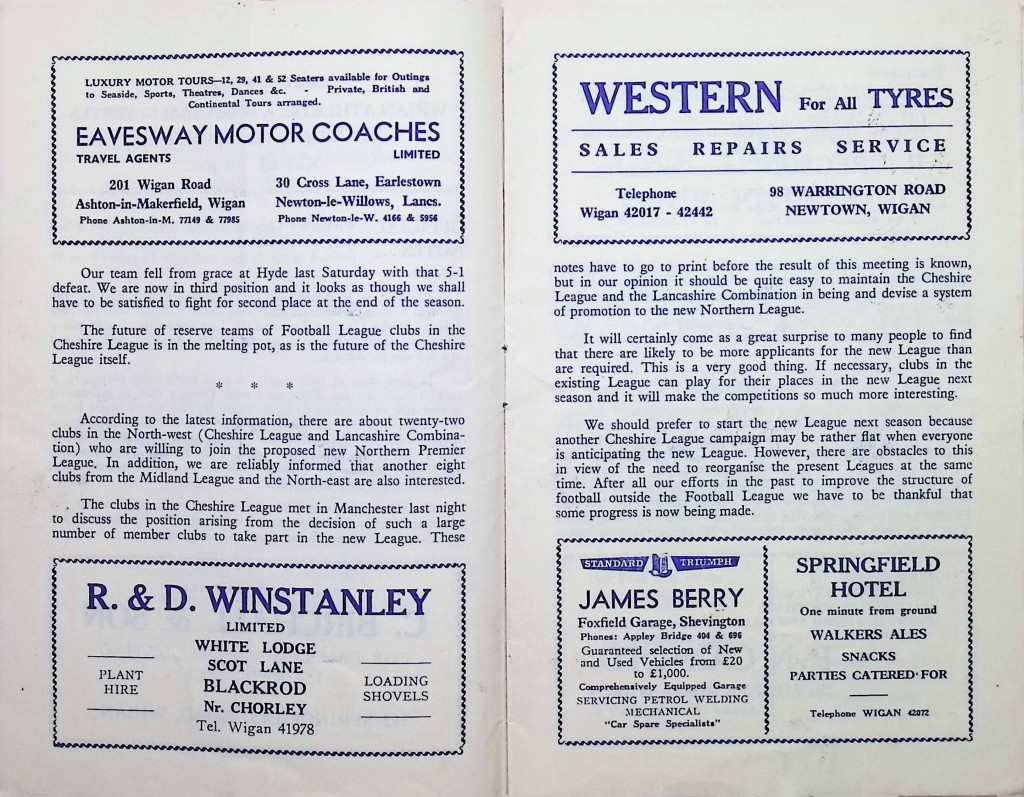 LUXURY MOTOR TOURS—12, 29, 41 & 52 Seaters available for Outings
to Seaside, Sports, Theatres, Dances &c. - Private, British and
Continental Tours arranged.
EAVESWAY MOTOR COACHES
TRAVEL AGENTS LIMITED
201 Wigan Road
Ashton-in-Makerfield, Wigan
Phone Ashton-in-M. 77149 & 77985
30 Cross Lane, Earlestown
Newton-le-Willows, Lancs.
Phone Newton-le-W. 4166 & 5956
Our team fell from grace at Hyde last Saturday with that 5-1
defeat. We are now in third position and it looks as though we shall
have to be satisfied to fight for second place at the end of the season.
The future of reserve teams of Football League clubs in the
Cheshire League is in the melting pot, as is the future of the Cheshire
League itself.
* * *
According to the latest information, there are about twenty-two
clubs in the North-west (Cheshire League and Lancashire Combina-
tion) who are willing to join the proposed new Northern Premier
League. In addition, we are reliably informed that another eight
clubs from the Midland League and the North-east are also interested.
The clubs in the Cheshire League met in Manchester last night
to discuss the position arising from the decision of such a large
number of member clubs to take part in the new League. These
R. & D. WINSTANLEY
LIMITED
WHITE LODGE
SCOT LANE
BLACKROD
Nr. CHORLEY
Tel. Wigan 41978
PLANT
HIRE
LOADING
SHOVELS
WESTERN For All TYRES
SALES REPAIRS SERVICE
Telephone
Wigan 42017 - 42442
98 WARRINGTON ROAD
NEWTOWN, WIGAN
notes have to go to print before the result of this meeting is known,
but in our opinion it should be quite easy to maintain the Cheshire
League and the Lancashire Combination in being and devise a system
of promotion to the new Northern League.
It will certainly come as a great surprise to many people to find
that there are likely to be more applicants for the new League than
are required. This is a very good thing. If necessary, clubs in the
existing League can play for their places in the new League next
season and it will make the competitions so much more interesting.
We should prefer to start the new League next season because
another Cheshire League campaign may be rather flat when everyone
is anticipating the new League. However, there are obstacles to this
in view of the need to reorganise the present Leagues at the same
time. After all our efforts in the past to improve the structure of
football outside the Football League we have to be thankful that
some progress is now being made.
STANDARD TRIUMPH
JAMES BERRY
Foxfield Garage, Shevington
Phones: Appley Bridge 404 & 696
Guaranteed selection of New
and Used Vehicles from £20
to £1,000.
Comprehensively Equipped Garage
SERVICING PETROL WELDING
MECHANICAL
"Car Spare Specialists"
SPRINGFIELD
HOTEL
One minute from ground
WALKERS ALES
SNACKS
PARTIES CATERED FOR
Telephone WIGAN 42072